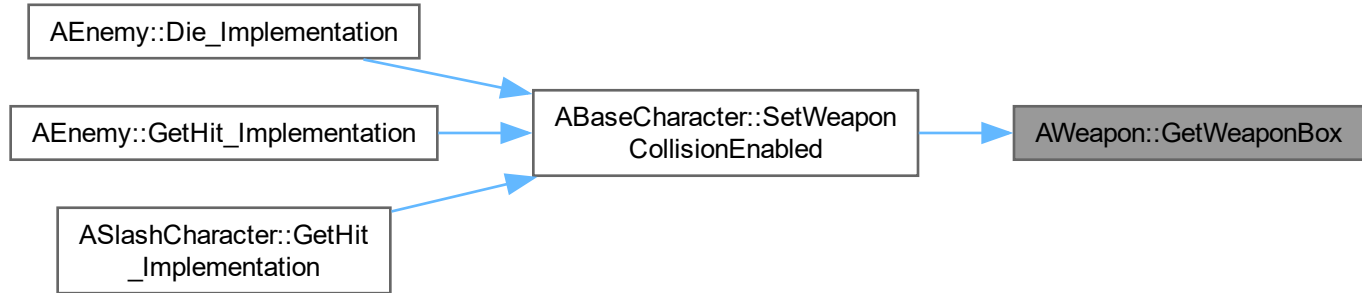 AEnemy::Die_Implementation
AEnemy::GetHit_Implementation
ASlashCharacter::GetHit
_Implementation
ABaseCharacter::SetWeapon
CollisionEnabled
AWeapon::GetWeaponBox